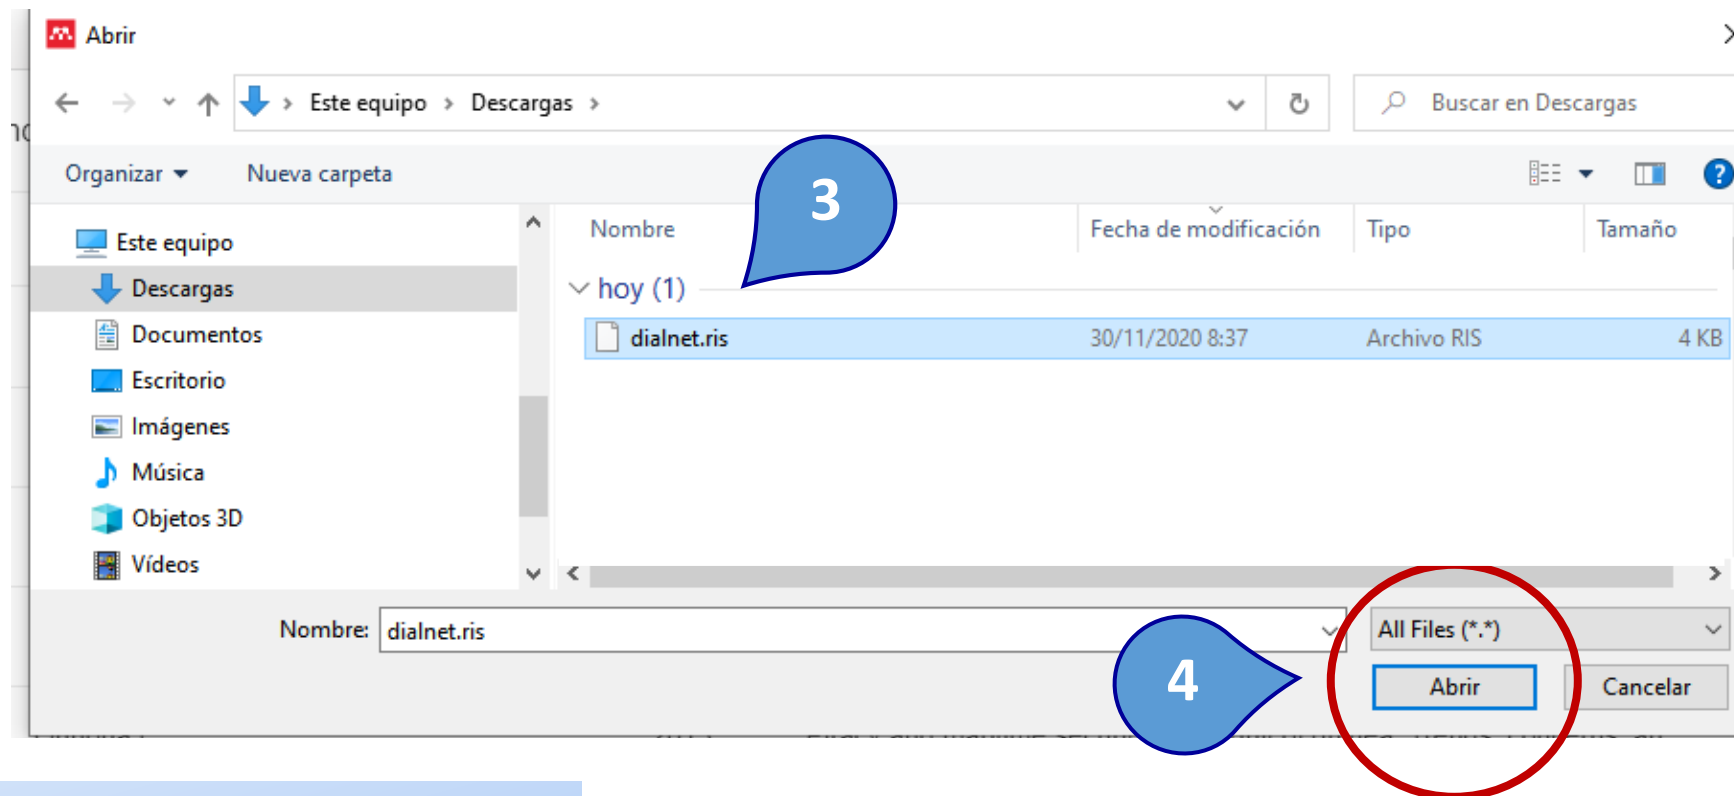 Abrir
Este equipo > Descargas >
Buscar en Descargas
Organizar
Nueva carpeta
3
Nombre
Fecha de modificación
Tipo
Tamaño
Este equipo
Descargas
Documentos
Escritorio
Imágenes
Música
Objetos 3D
Vídeos
hoy (1)
dialnet.ris
30/11/2020 8:37
Archivo RIS
4 KB
Nombre:
dialnet.ris
All Files (*.*)
4
Abrir
Cancelar